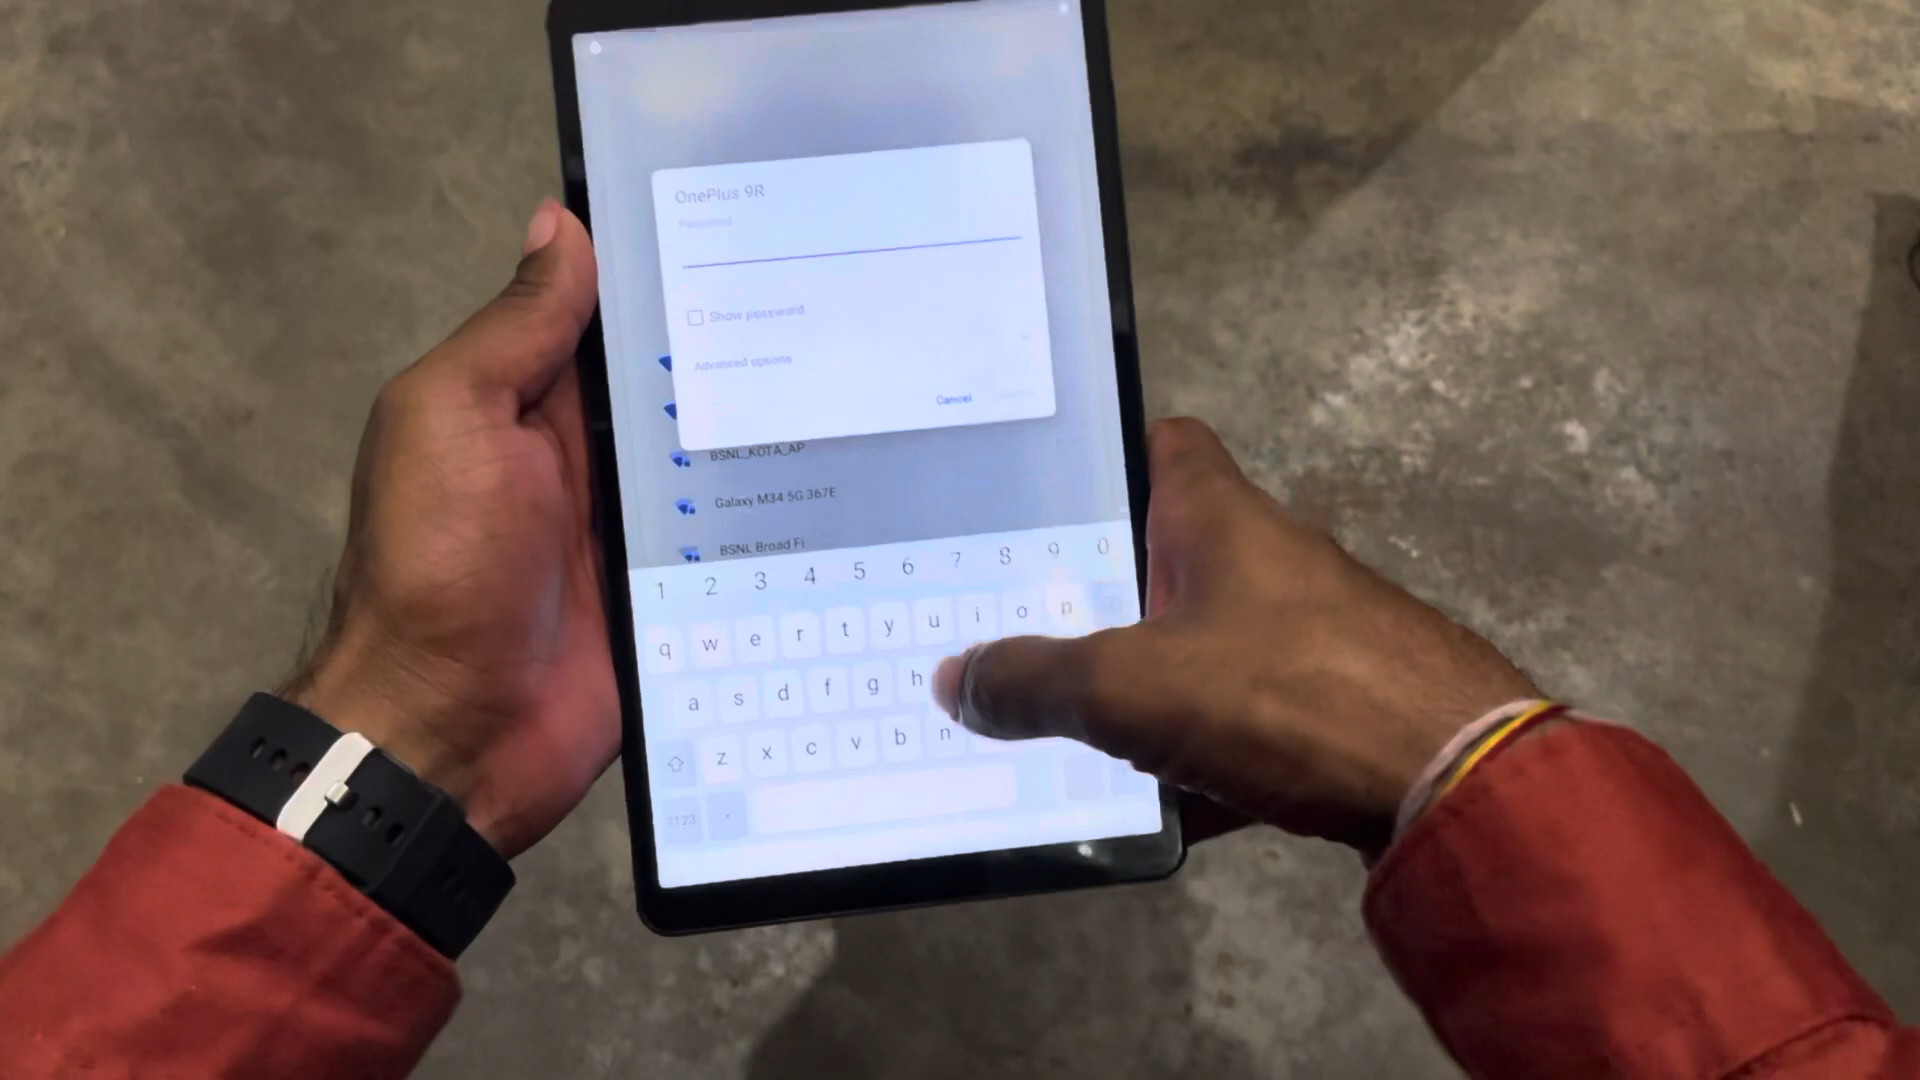 OnePlus 9R
Password
Show password
Advanced options
Cancel
BSNL_KOTA_AP
Galaxy M34 5G 367E
BSNL Broad Fi
1 2 3 4 5 6 7 8 9 0
q w e r t y u i o
a s d f g h
z x c v b n
?123 ,